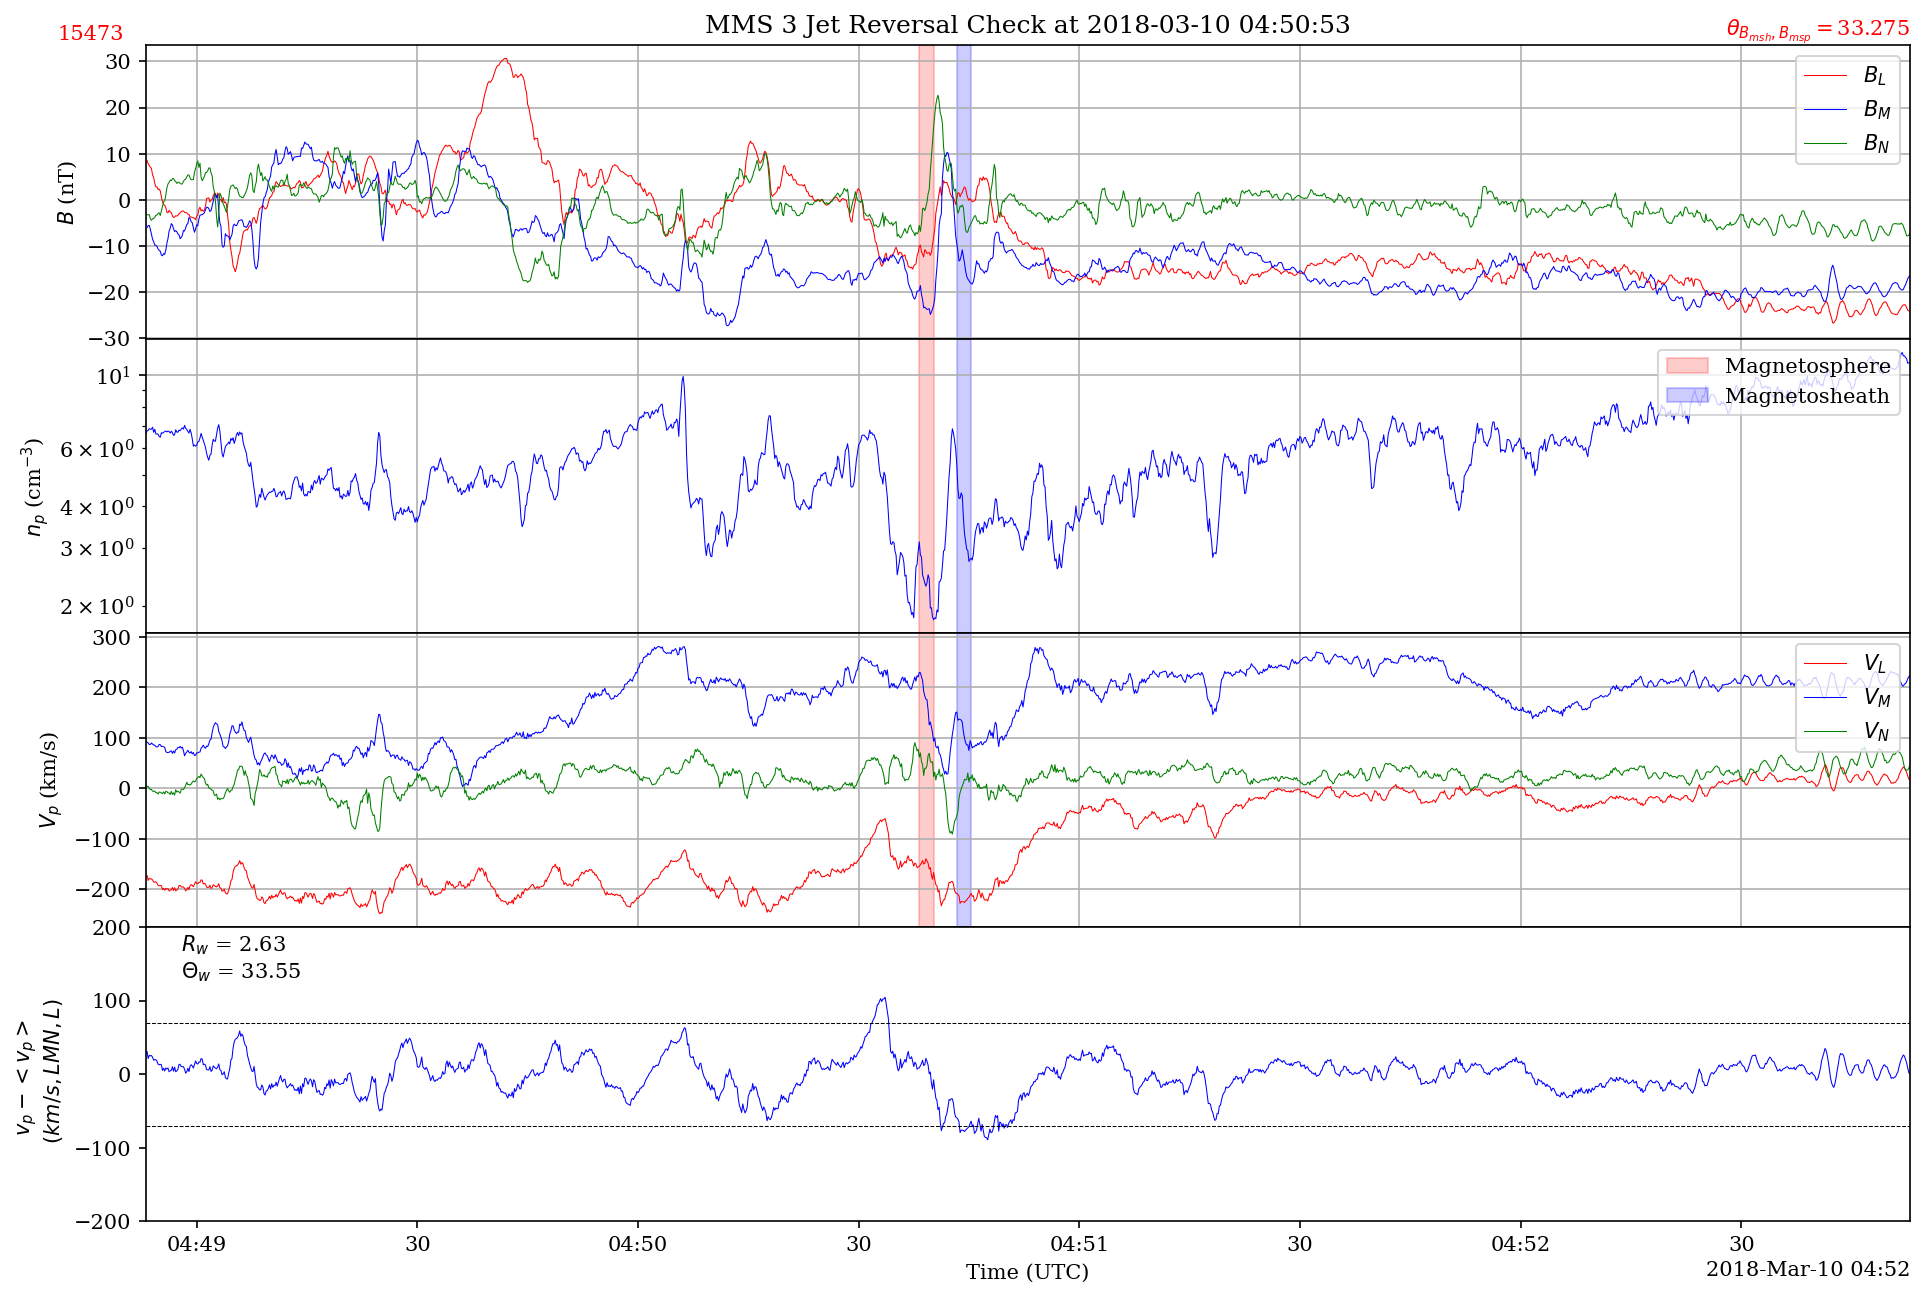 MMS 3 Jet Reversal Check at 2018-03-10 04:50:53
15473
θ_{B_{msh}, B_{msp}} = 33.275
30
20
10
0
−10
−20
−30
B (nT)
B_L
B_M
B_N
10^1
6 × 10^0
4 × 10^0
3 × 10^0
2 × 10^0
n_p (cm^{−3})
Magnetosphere
Magnetosheath
300
200
100
0
−100
−200
V_p (km/s)
V_L
V_M
V_N
200
100
0
−100
−200
v_p − < v_p >
(km/s, LMN, L)
R_w = 2.63
Θ_w = 33.55
04:49 30 04:50 30 04:51 30 04:52 30
Time (UTC)
2018-Mar-10 04:52